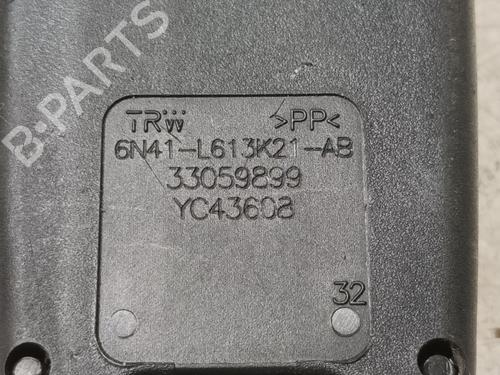 B-PARTS
TRW >PP<
6N41-L613K21-AB
33059899
YC43608
32